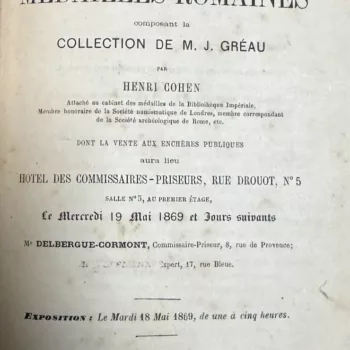 MÉDAILLES ROMAINES
composant la
COLLECTION DE M. J. GRÉAU
PAR
HENRI COHEN
Attaché au cabinet des médailles de la Bibliothèque Impériale,
Membre honoraire de la Société numismatique de Londres, membre correspondant
de la Société archéologique de Rome, etc.
DONT LA VENTE AUX ENCHÈRES PUBLIQUES
aura lieu
HOTEL DES COMMISSAIRES-PRISEURS, RUE DROUOT, N° 5
SALLE N° 5, AU PREMIER ÉTAGE,
Le Mercredi 19 Mai 1869 et Jours suivants
Me DELBERGUE-CORMONT, Commissaire-Priseur, 8, rue de Provence;
Expert, 17, rue Bleue.
EXPOSITION : Le Mardi 18 Mai 1869, de une à cinq heures.